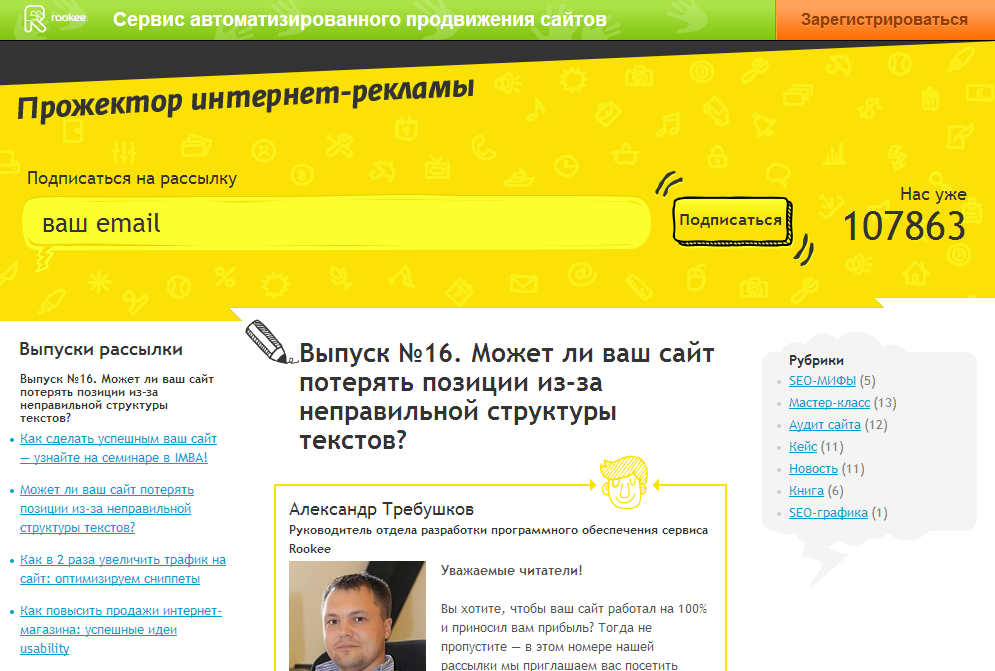 rookee
Сервис автоматизированного продвижения сайтов
Зарегистрироваться
Прожектор интернет-рекламы
Подписаться на рассылку
ваш email
Подписаться
Нас уже
107863
Выпуски рассылки
Выпуск №16. Может ли ваш сайт
потерять позиции из-за
неправильной структуры
текстов?
Как сделать успешным ваш сайт
— узнайте на семинаре в IMBA!
Может ли ваш сайт потерять
позиции из-за неправильной
структуры текстов?
Как в 2 раза увеличить трафик на
сайт: оптимизируем сниппеты
Как повысить продажи интернет-
магазина: успешные идеи
usability
Выпуск №16. Может ли ваш сайт
потерять позиции из-за
неправильной структуры
текстов?
Александр Требушков
Руководитель отдела разработки программного обеспечения сервиса
Rookee
Уважаемые читатели!
Вы хотите, чтобы ваш сайт работал на 100%
и приносил вам прибыль? Тогда не
пропустите — в этом номере нашей
рассылки мы приглашаем вас посетить
Рубрики
SEO-МИФЫ (5)
Мастер-класс (13)
Аудит сайта (12)
Кейс (11)
Новость (11)
Книга (6)
SEO-графика (1)